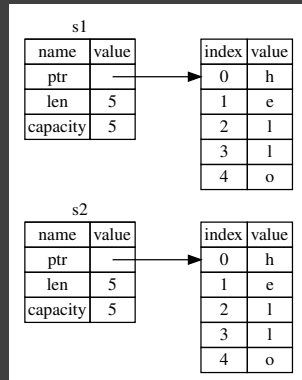 s1
name value
ptr
len 5
capacity 5
index value
0 h
1 e
2 l
3 l
4 o
s2
name value
ptr
len 5
capacity 5
index value
0 h
1 e
2 l
3 l
4 o